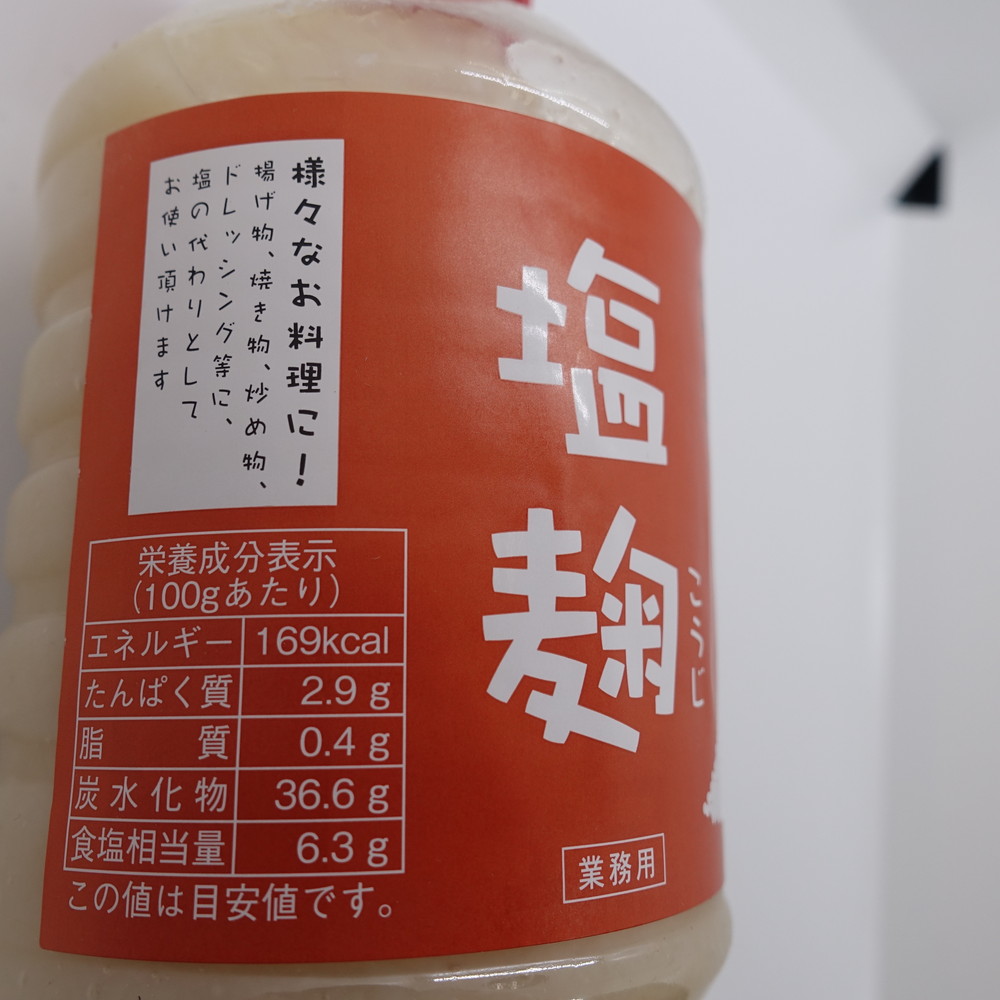 様々なお料理に!
揚げ物、焼き物、炒め物、
ドレッシング等に、
塩の代わりとして
お使い頂けます
塩麹
こうじ
栄養成分表示
(100gあたり)
エネルギー 169kcal
たんぱく質 2.9 g
脂質 0.4 g
炭水化物 36.6 g
食塩相当量 6.3 g
この値は目安値です。
業務用